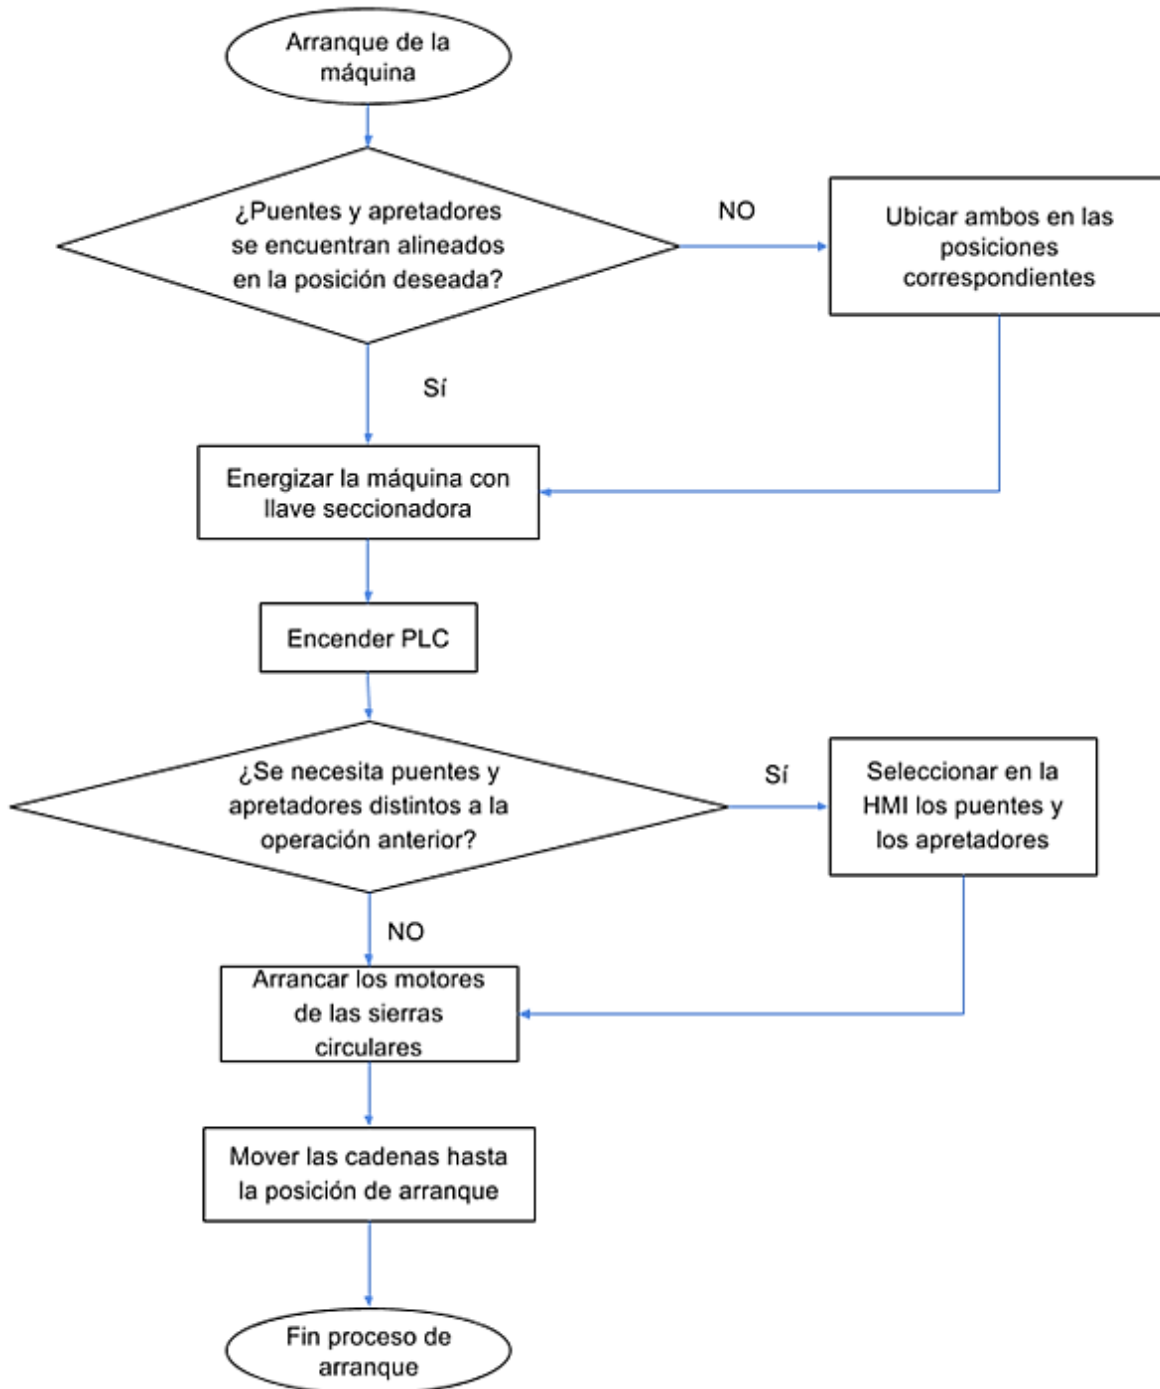 Arranque de la
máquina
¿Puentes y apretadores
se encuentran alineados
en la posición deseada?
NO
Ubicar ambos en las
posiciones
correspondientes
Sí
Energizar la máquina con
llave seccionadora
Encender PLC
¿Se necesita puentes y
apretadores distintos a la
operación anterior?
Sí
Seleccionar en la
HMI los puentes y
los apretadores
NO
Arrancar los motores
de las sierras
circulares
Mover las cadenas hasta
la posición de arranque
Fin proceso de
arranque